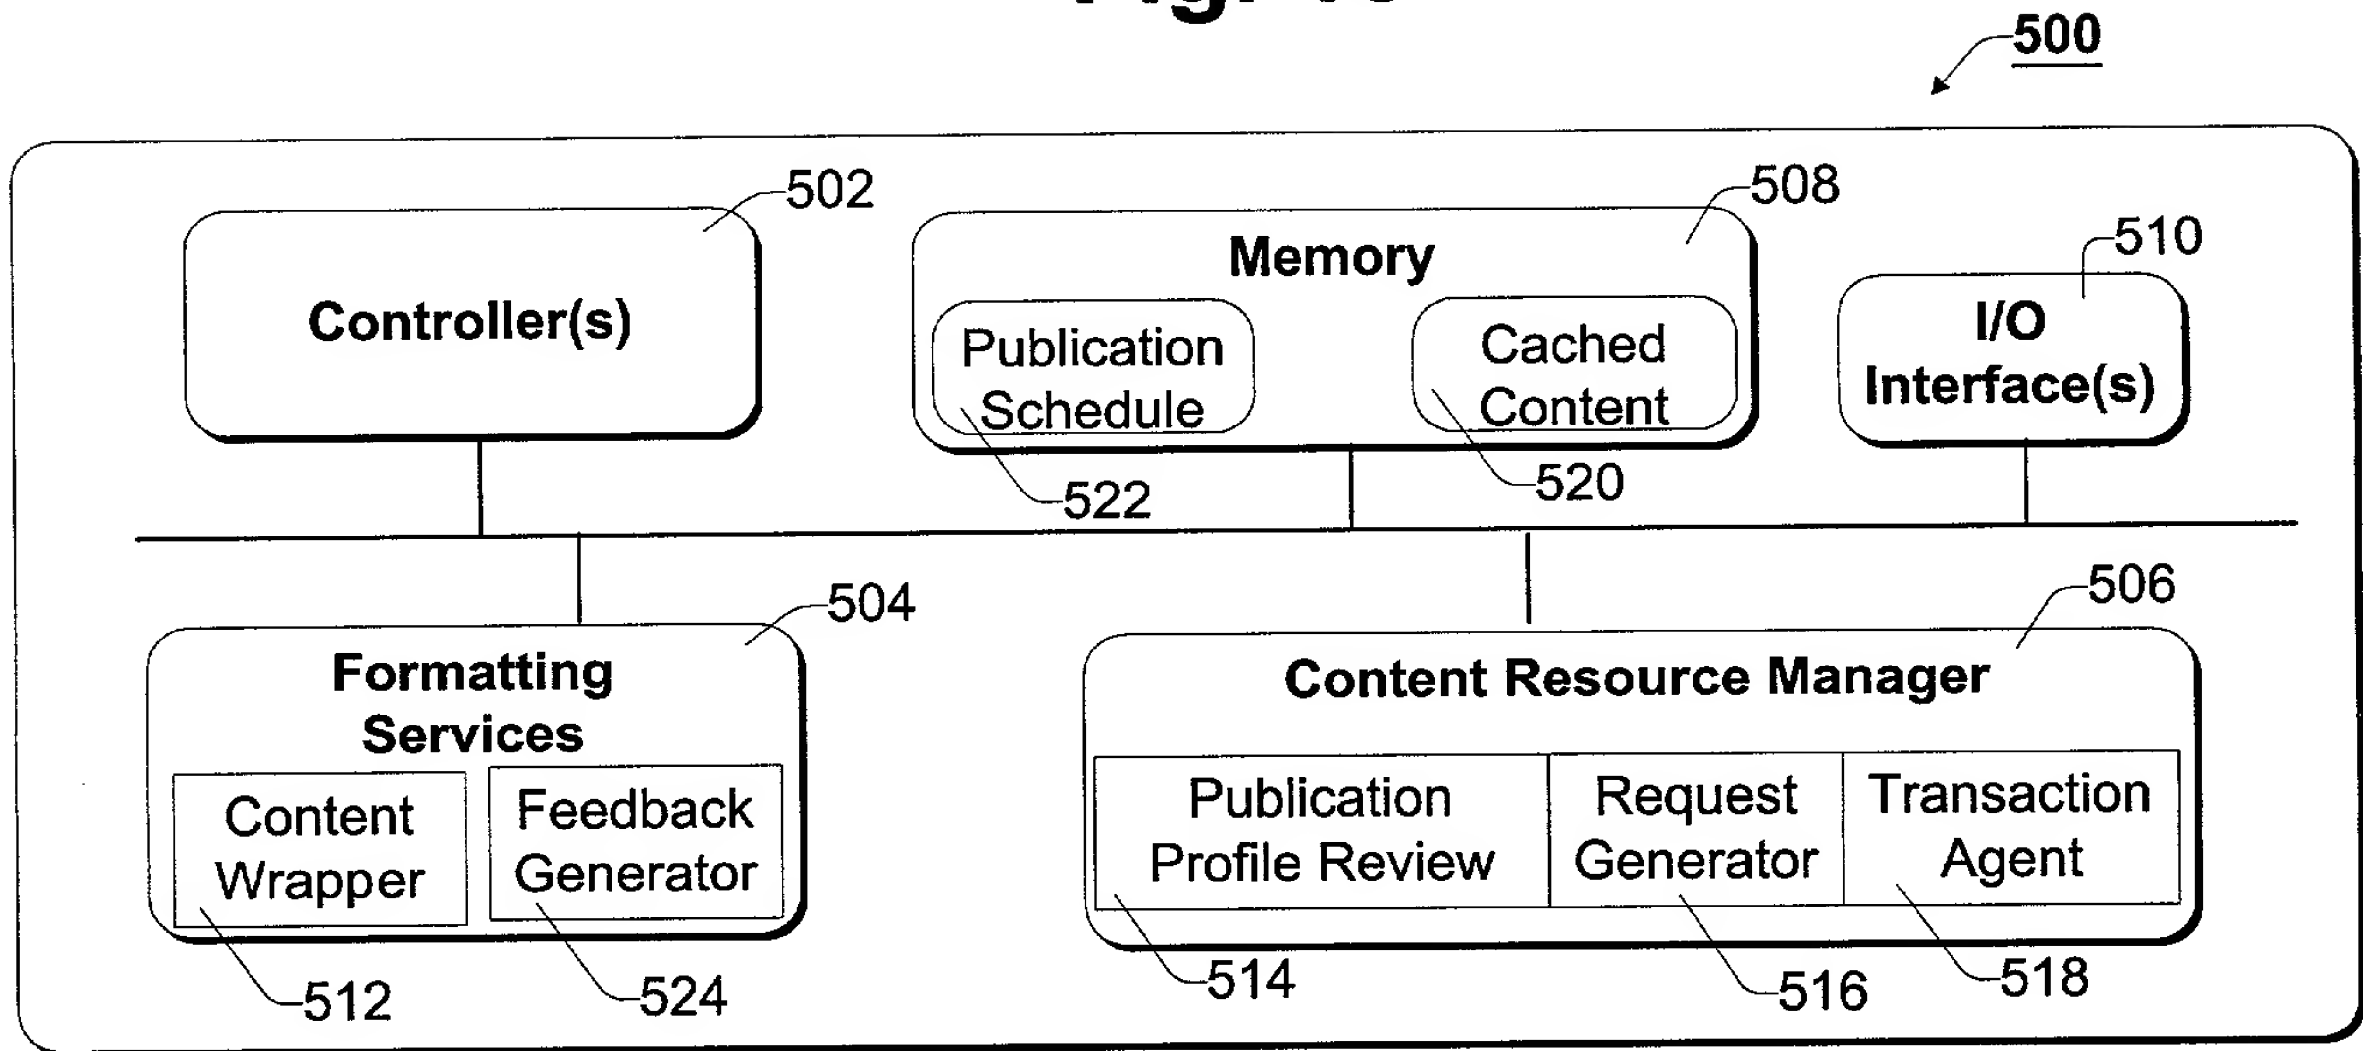 500
502
508
510
Controller(s)
Memory
Publication
Schedule
Cached
Content
I/O
Interface(s)
522
520
504
506
Formatting
Services
Content
Wrapper
Feedback
Generator
Content Resource Manager
Publication
Profile Review
Request
Generator
Transaction
Agent
512
524
514
516
518